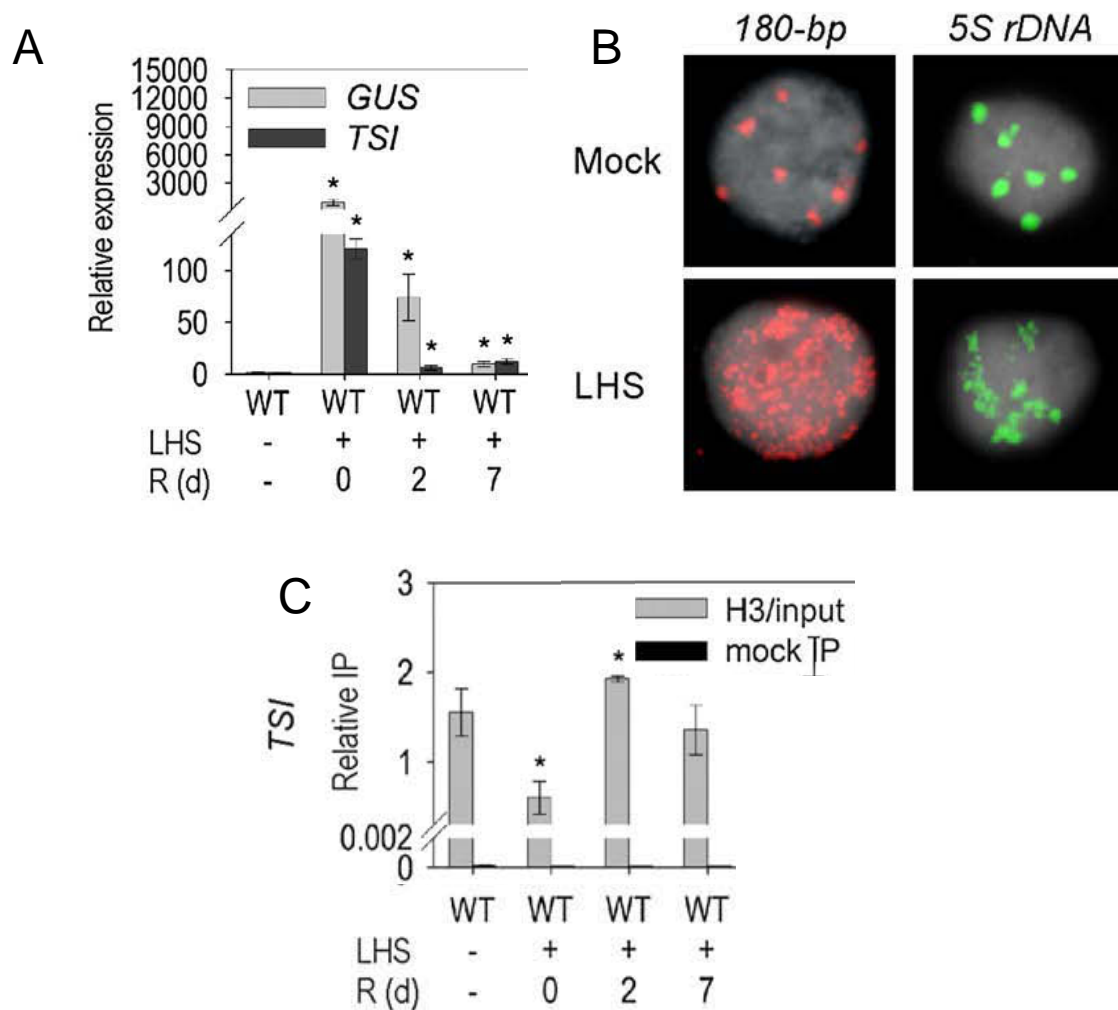 A
15000
12000
9000
6000
3000
100
50
0
Relative expression
GUS
TSI
* * * * * *
WT WT WT WT
LHS - + + +
R (d) - 0 2 7
B
180-bp 5S rDNA
Mock
LHS
C
TSI
Relative IP
3
2
1
0.002
0
H3/input
mock IP
* *
WT WT WT WT
LHS - + + +
R (d) - 0 2 7